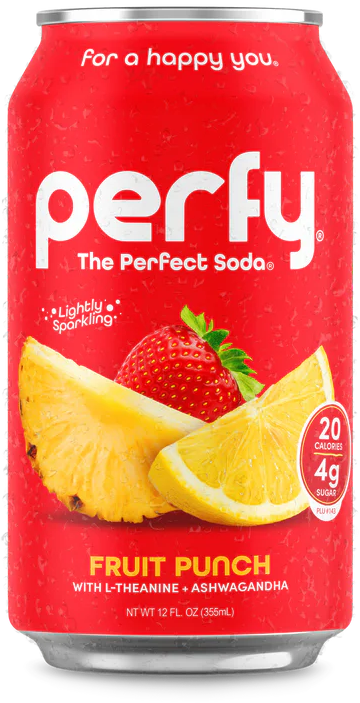 for a happy you®
perfy®
The Perfect Soda®
Lightly
Sparkling
20
CALORIES
4g
SUGAR
FRUIT PUNCH
WITH L-THEANINE + ASHWAGANDHA
NT WT 12 FL. OZ (355mL)